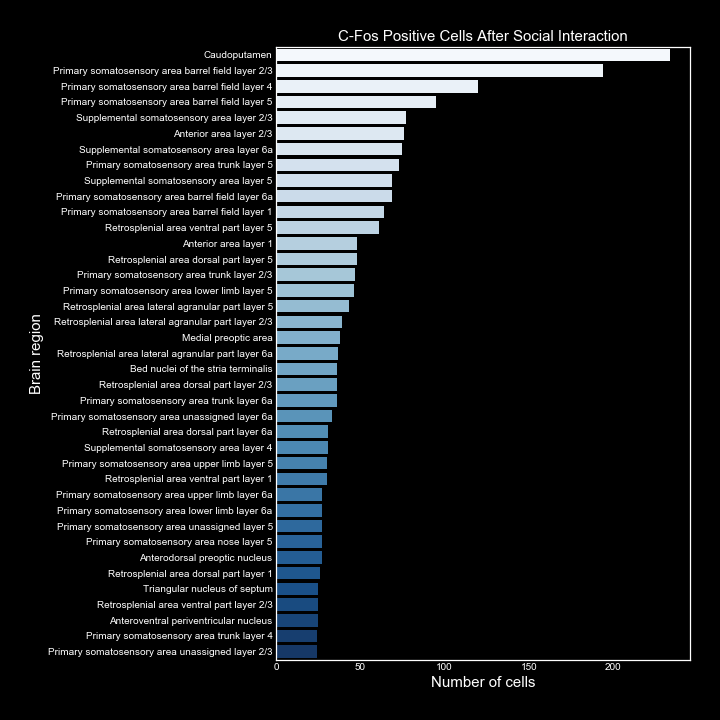 C-Fos Positive Cells After Social Interaction
Brain region
Caudoputamen
Primary somatosensory area barrel field layer 2/3
Primary somatosensory area barrel field layer 4
Primary somatosensory area barrel field layer 5
Supplemental somatosensory area layer 2/3
Anterior area layer 2/3
Supplemental somatosensory area layer 6a
Primary somatosensory area trunk layer 5
Supplemental somatosensory area layer 5
Primary somatosensory area barrel field layer 6a
Primary somatosensory area barrel field layer 1
Retrosplenial area ventral part layer 5
Anterior area layer 1
Retrosplenial area dorsal part layer 5
Primary somatosensory area trunk layer 2/3
Primary somatosensory area lower limb layer 5
Retrosplenial area lateral agranular part layer 5
Retrosplenial area lateral agranular part layer 2/3
Medial preoptic area
Retrosplenial area lateral agranular part layer 6a
Bed nuclei of the stria terminalis
Retrosplenial area dorsal part layer 2/3
Primary somatosensory area trunk layer 6a
Primary somatosensory area unassigned layer 6a
Retrosplenial area dorsal part layer 6a
Supplemental somatosensory area layer 4
Primary somatosensory area upper limb layer 5
Retrosplenial area ventral part layer 1
Primary somatosensory area upper limb layer 6a
Primary somatosensory area lower limb layer 6a
Primary somatosensory area unassigned layer 5
Primary somatosensory area nose layer 5
Anterodorsal preoptic nucleus
Retrosplenial area dorsal part layer 1
Triangular nucleus of septum
Retrosplenial area ventral part layer 2/3
Anteroventral periventricular nucleus
Primary somatosensory area trunk layer 4
Primary somatosensory area unassigned layer 2/3
0 50 100 150 200
Number of cells